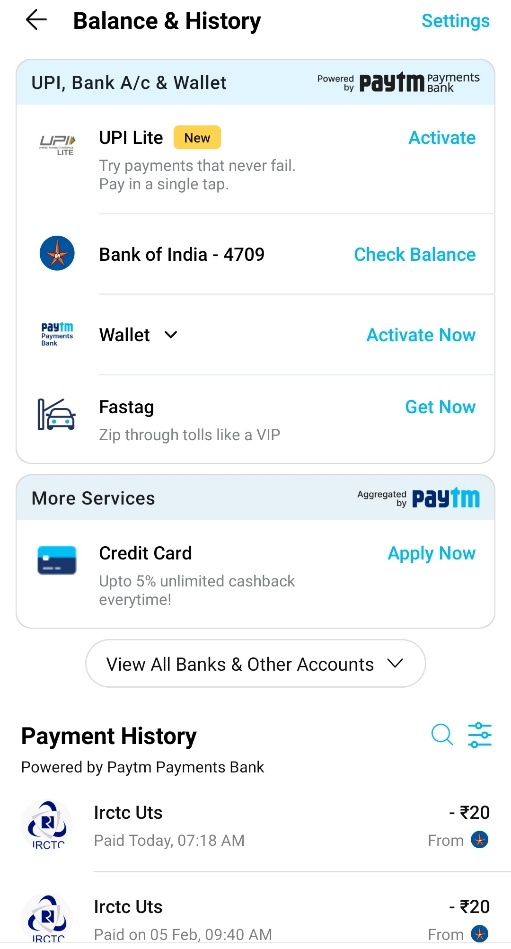 Balance & History Settings
UPI, Bank A/c & Wallet Powered by paytm Payments Bank
UPI LITE UPI Lite New Activate
Try payments that never fail.
Pay in a single tap.
Bank of India - 4709 Check Balance
paytm Payments Bank Wallet Activate Now
Fastag Get Now
Zip through tolls like a VIP
More Services Aggregated by paytm
Credit Card Apply Now
Upto 5% unlimited cashback
everytime!
View All Banks & Other Accounts
Payment History
Powered by Paytm Payments Bank
Irctc Uts - ₹20
IRCTC Paid Today, 07:18 AM From
Irctc Uts - ₹20
IRCTC Paid on 05 Feb, 09:40 AM From